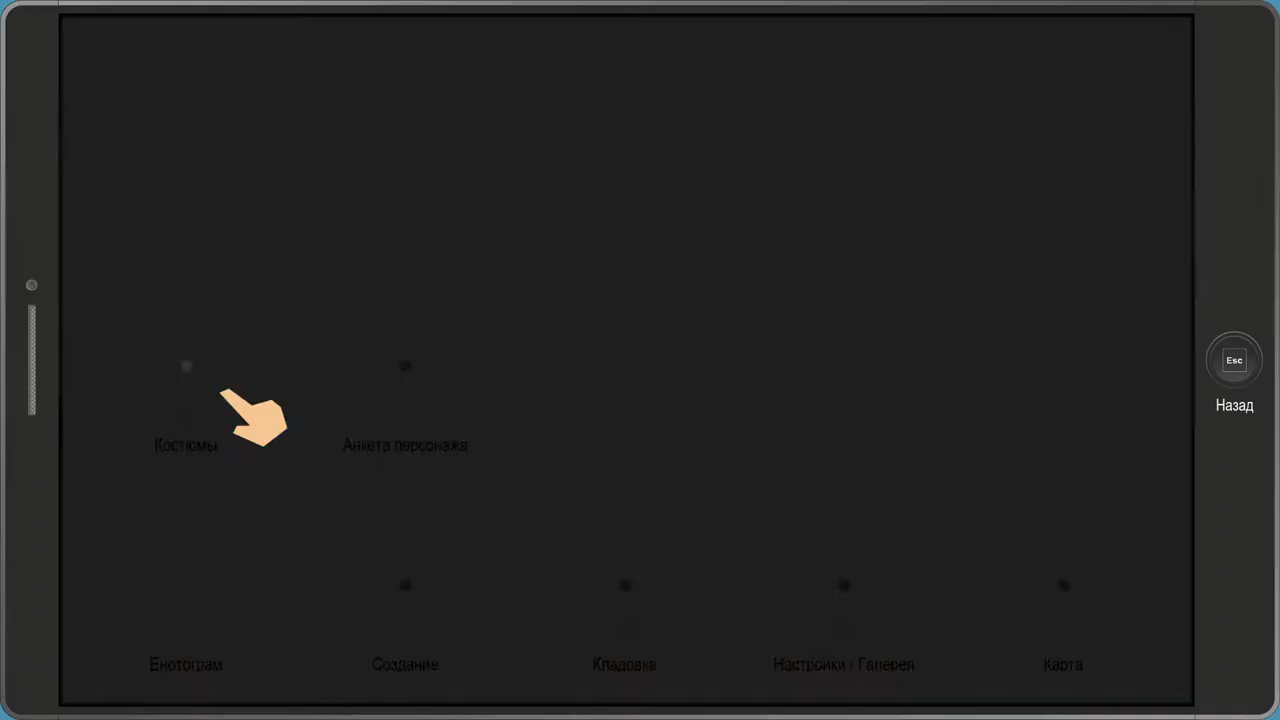 Esc
Назад
Костюмы
Анкета персонажа
Енотограм
Создание
Кладовка
Настройки / Галерея
Карта